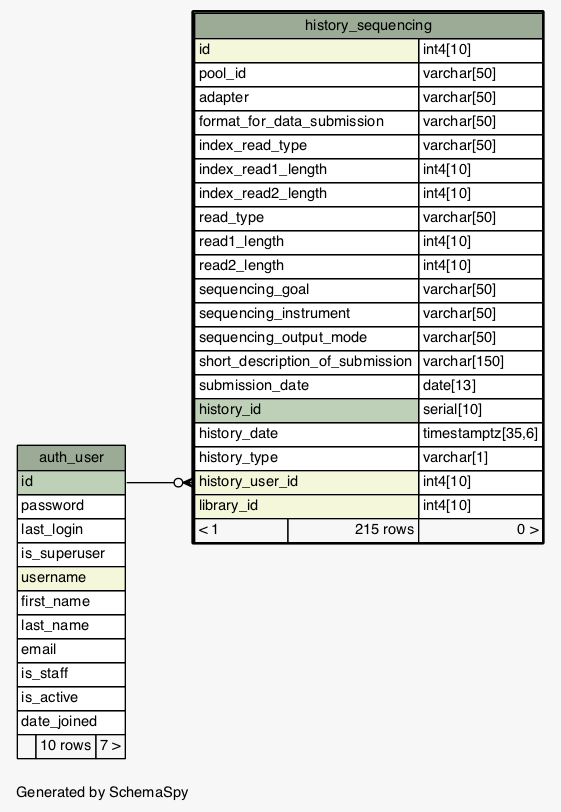 history_sequencing
id int4[10]
pool_id varchar[50]
adapter varchar[50]
format_for_data_submission varchar[50]
index_read_type varchar[50]
index_read1_length int4[10]
index_read2_length int4[10]
read_type varchar[50]
read1_length int4[10]
read2_length int4[10]
sequencing_goal varchar[50]
sequencing_instrument varchar[50]
sequencing_output_mode varchar[50]
short_description_of_submission varchar[150]
submission_date date[13]
history_id serial[10]
history_date timestamptz[35,6]
history_type varchar[1]
history_user_id int4[10]
library_id int4[10]
< 1 215 rows 0 >
auth_user
id
password
last_login
is_superuser
username
first_name
last_name
email
is_staff
is_active
date_joined
10 rows 7 >
Generated by SchemaSpy